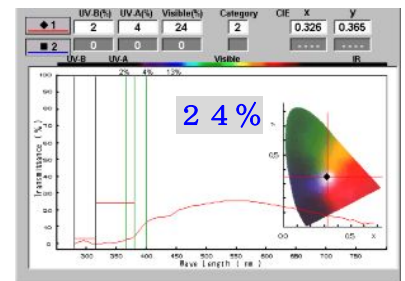 UV-B(%) UV-A(%) Visible(%) Category CIE x y
◆1 2 4 24 2 0.326 0.365
■2 0 0 0 ---- ----
UV-B UV-A Visible IR
2% 4% 13%
24%
Transmittance (%)
100
90
80
70
60
50
40
30
20
10
0
300 350 400 450 500 550 600 650 700 750
Wave Length ( nm )
y
0.5
0.0 0.5 x